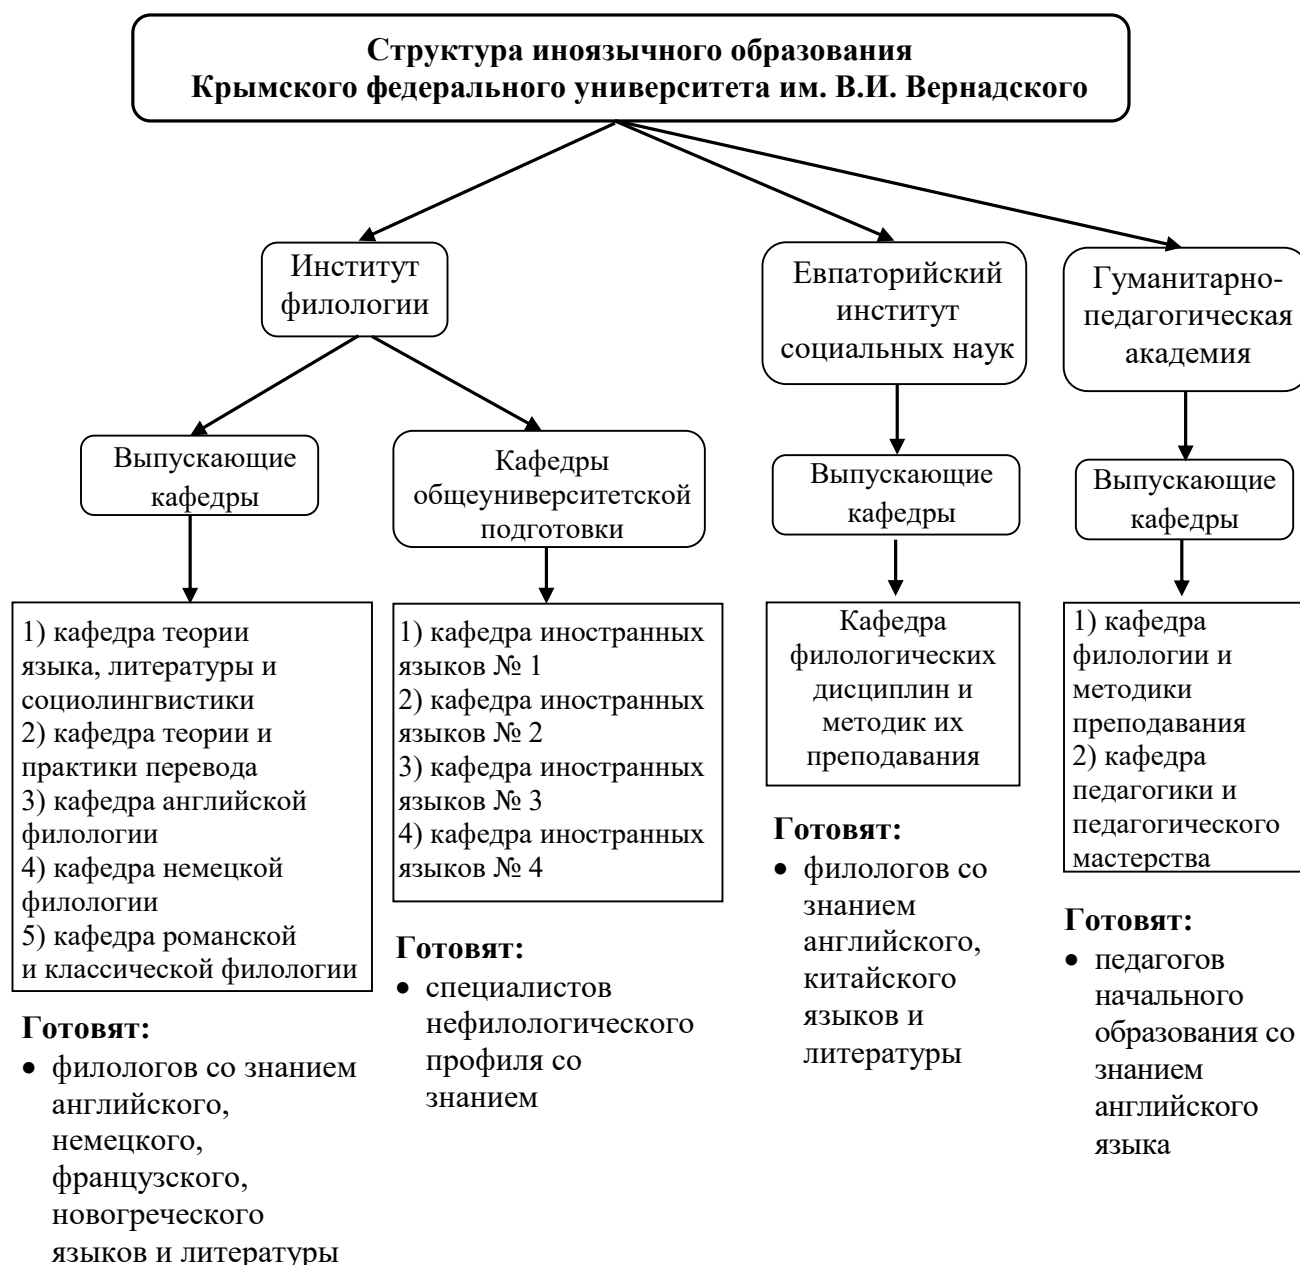 Структура иноязычного образования
Крымского федерального университета им. В.И. Вернадского
Институт
филологии
Евпаторийский
институт
социальных наук
Гуманитарно-
педагогическая
академия
Выпускающие
кафедры
Кафедры
общеуниверситетской
подготовки
Выпускающие
кафедры
Выпускающие
кафедры
1) кафедра теории
языка, литературы и
социолингвистики
2) кафедра теории и
практики перевода
3) кафедра английской
филологии
4) кафедра немецкой
филологии
5) кафедра романской
и классической филологии
Готовят:
• филологов со знанием
английского,
немецкого,
французского,
новогреческого
языков и литературы
1) кафедра иностранных
языков № 1
2) кафедра иностранных
языков № 2
3) кафедра иностранных
языков № 3
4) кафедра иностранных
языков № 4
Готовят:
• специалистов
нефилологического
профиля со
знанием
Кафедра
филологических
дисциплин и
методик их
преподавания
Готовят:
• филологов со
знанием
английского,
китайского
языков и
литературы
1) кафедра
филологии и
методики
преподавания
2) кафедра
педагогики и
педагогического
мастерства
Готовят:
• педагогов
начального
образования со
знанием
английского
языка